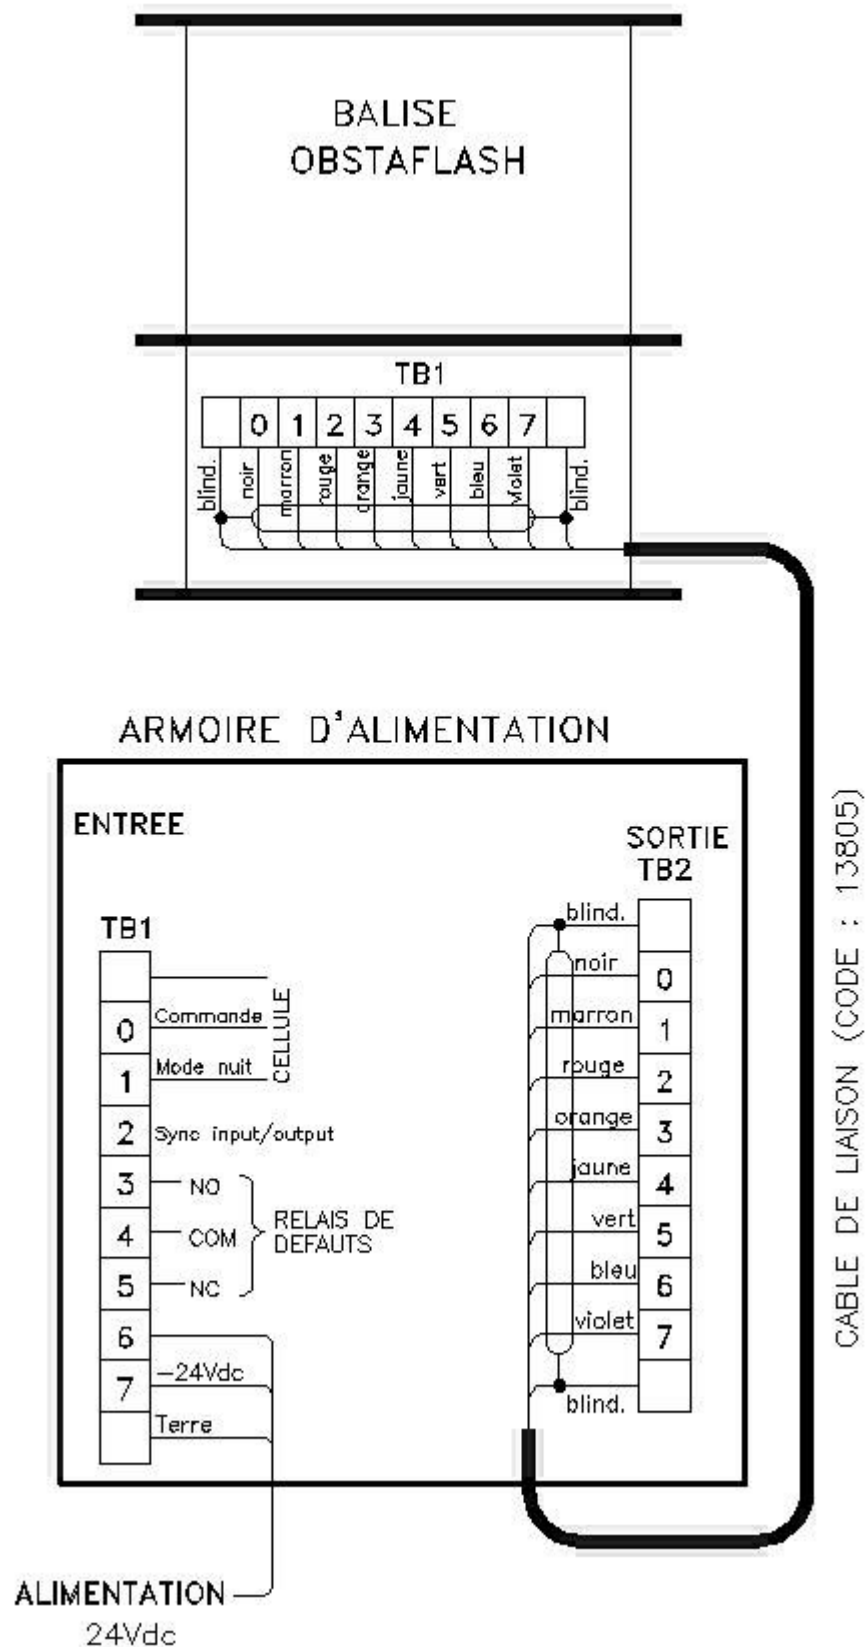 BALISE
OBSTAFLASH
TB1
0 1 2 3 4 5 6 7
blind. noir marron rouge orange jaune vert bleu violet blind.
ARMOIRE D'ALIMENTATION
ENTREE
TB1
0 Commande
1 Mode nuit
CELLULE
2 Sync input/output
3 NO
4 COM
5 NC
RELAIS DE
DEFAUTS
6
7 -24Vdc
Terre
SORTIE
TB2
blind.
noir 0
marron 1
rouge 2
orange 3
jaune 4
vert 5
bleu 6
violet 7
blind.
CABLE DE LIAISON (CODE : 13805)
ALIMENTATION
24Vdc